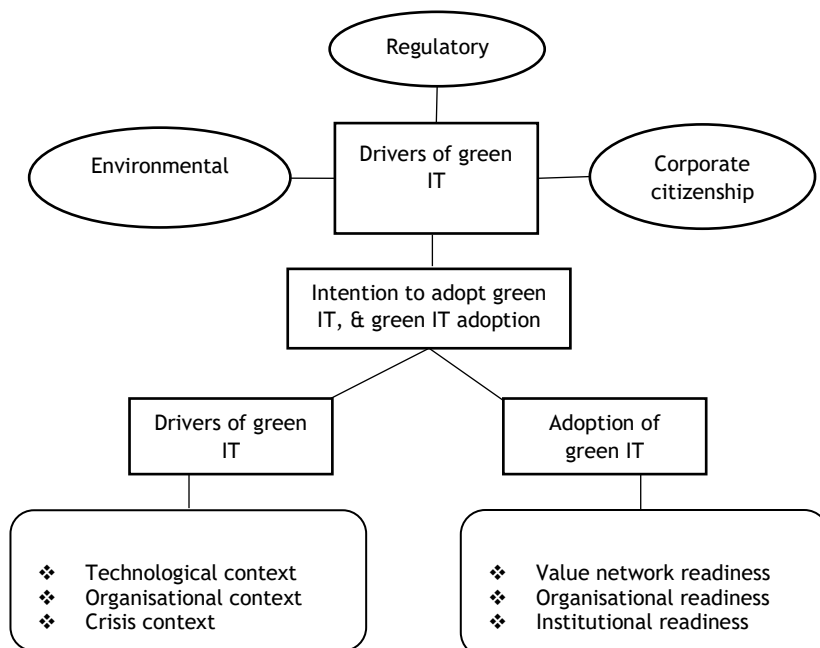 Regulatory
Environmental
Drivers of green
IT
Corporate
citizenship
Intention to adopt green
IT, & green IT adoption
Drivers of green
IT
Adoption of
green IT
❖ Technological context
❖ Organisational context
❖ Crisis context
❖ Value network readiness
❖ Organisational readiness
❖ Institutional readiness